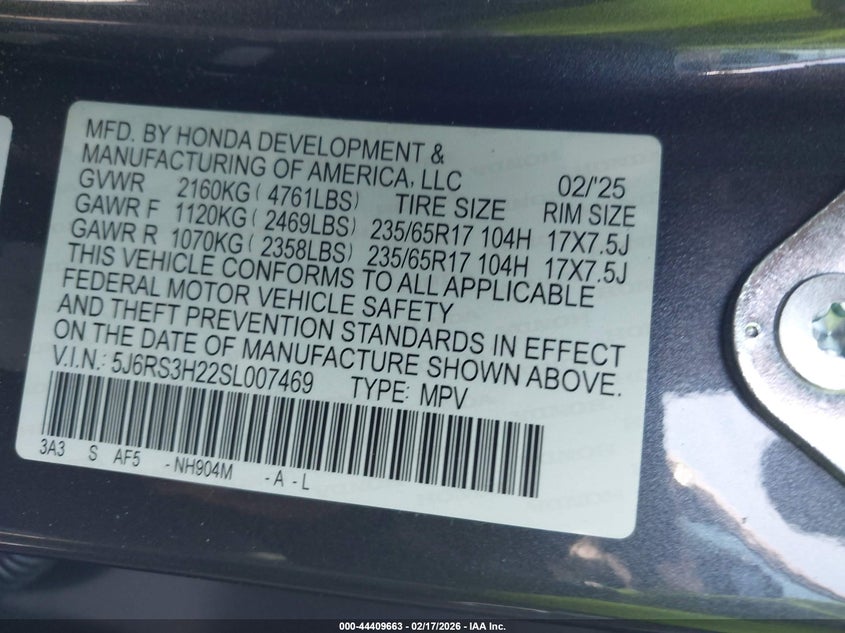 MFD. BY HONDA DEVELOPMENT &
MANUFACTURING OF AMERICA, LLC 02/'25
GVWR 2160KG ( 4761LBS) TIRE SIZE RIM SIZE
GAWR F 1120KG ( 2469LBS) 235/65R17 104H 17X7.5J
GAWR R 1070KG ( 2358LBS) 235/65R17 104H 17X7.5J
THIS VEHICLE CONFORMS TO ALL APPLICABLE
FEDERAL MOTOR VEHICLE SAFETY
AND THEFT PREVENTION STANDARDS IN EFFECT
ON THE DATE OF MANUFACTURE SHOWN ABOVE.
V.I.N.: 5J6RS3H22SL007469 TYPE: MPV
3A3 S AF5 -NH904M -A -L
000-44409663 - 02/17/2026 - IAA Inc.